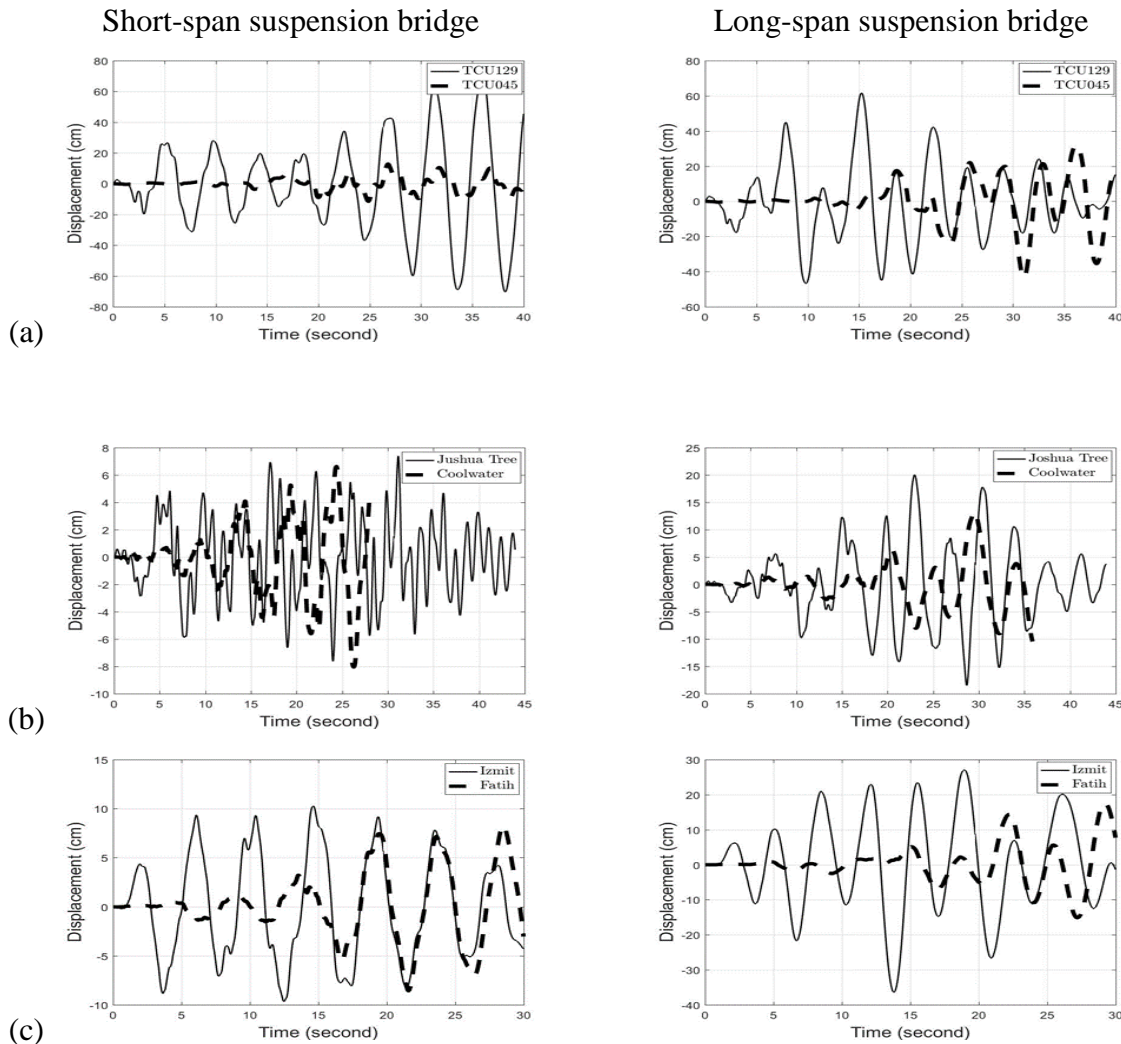 Short-span suspension bridge
Long-span suspension bridge
Displacement (cm)
80
60
40
20
0
-20
-40
-60
-80
TCU129
TCU045
0 5 10 15 20 25 30 35 40
Time (second)
Displacement (cm)
80
60
40
20
0
-20
-40
-60
TCU129
TCU045
0 5 10 15 20 25 30 35 40
Time (second)
(a)
Displacement (cm)
8
6
4
2
0
-2
-4
-6
-8
-10
Jushua Tree
Coolwater
0 5 10 15 20 25 30 35 40 45
Time (second)
Displacement (cm)
25
20
15
10
5
0
-5
-10
-15
-20
Joshua Tree
Coolwater
0 5 10 15 20 25 30 35 40 45
Time (second)
(b)
Displacement (cm)
15
10
5
0
-5
-10
Izmit
Fatih
0 5 10 15 20 25 30
Time (second)
Displacement (cm)
30
20
10
0
-10
-20
-30
-40
Izmit
Fatih
0 5 10 15 20 25 30
Time (second)
(c)